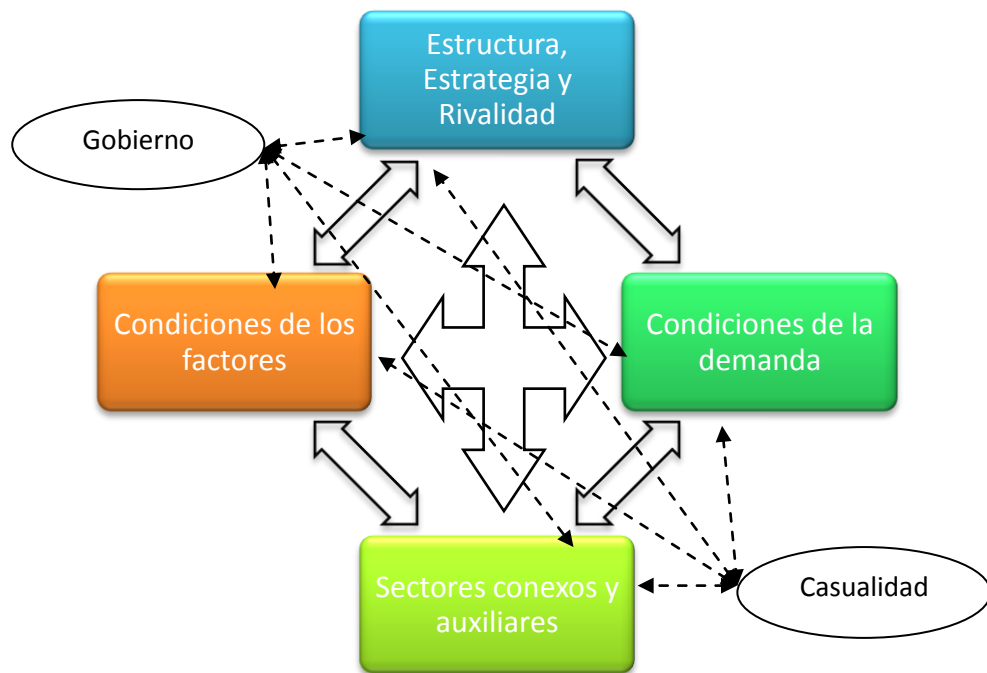 Estructura,
Estrategia y
Rivalidad
Gobierno
Condiciones de los
factores
Condiciones de la
demanda
Sectores conexos y
auxiliares
Casualidad